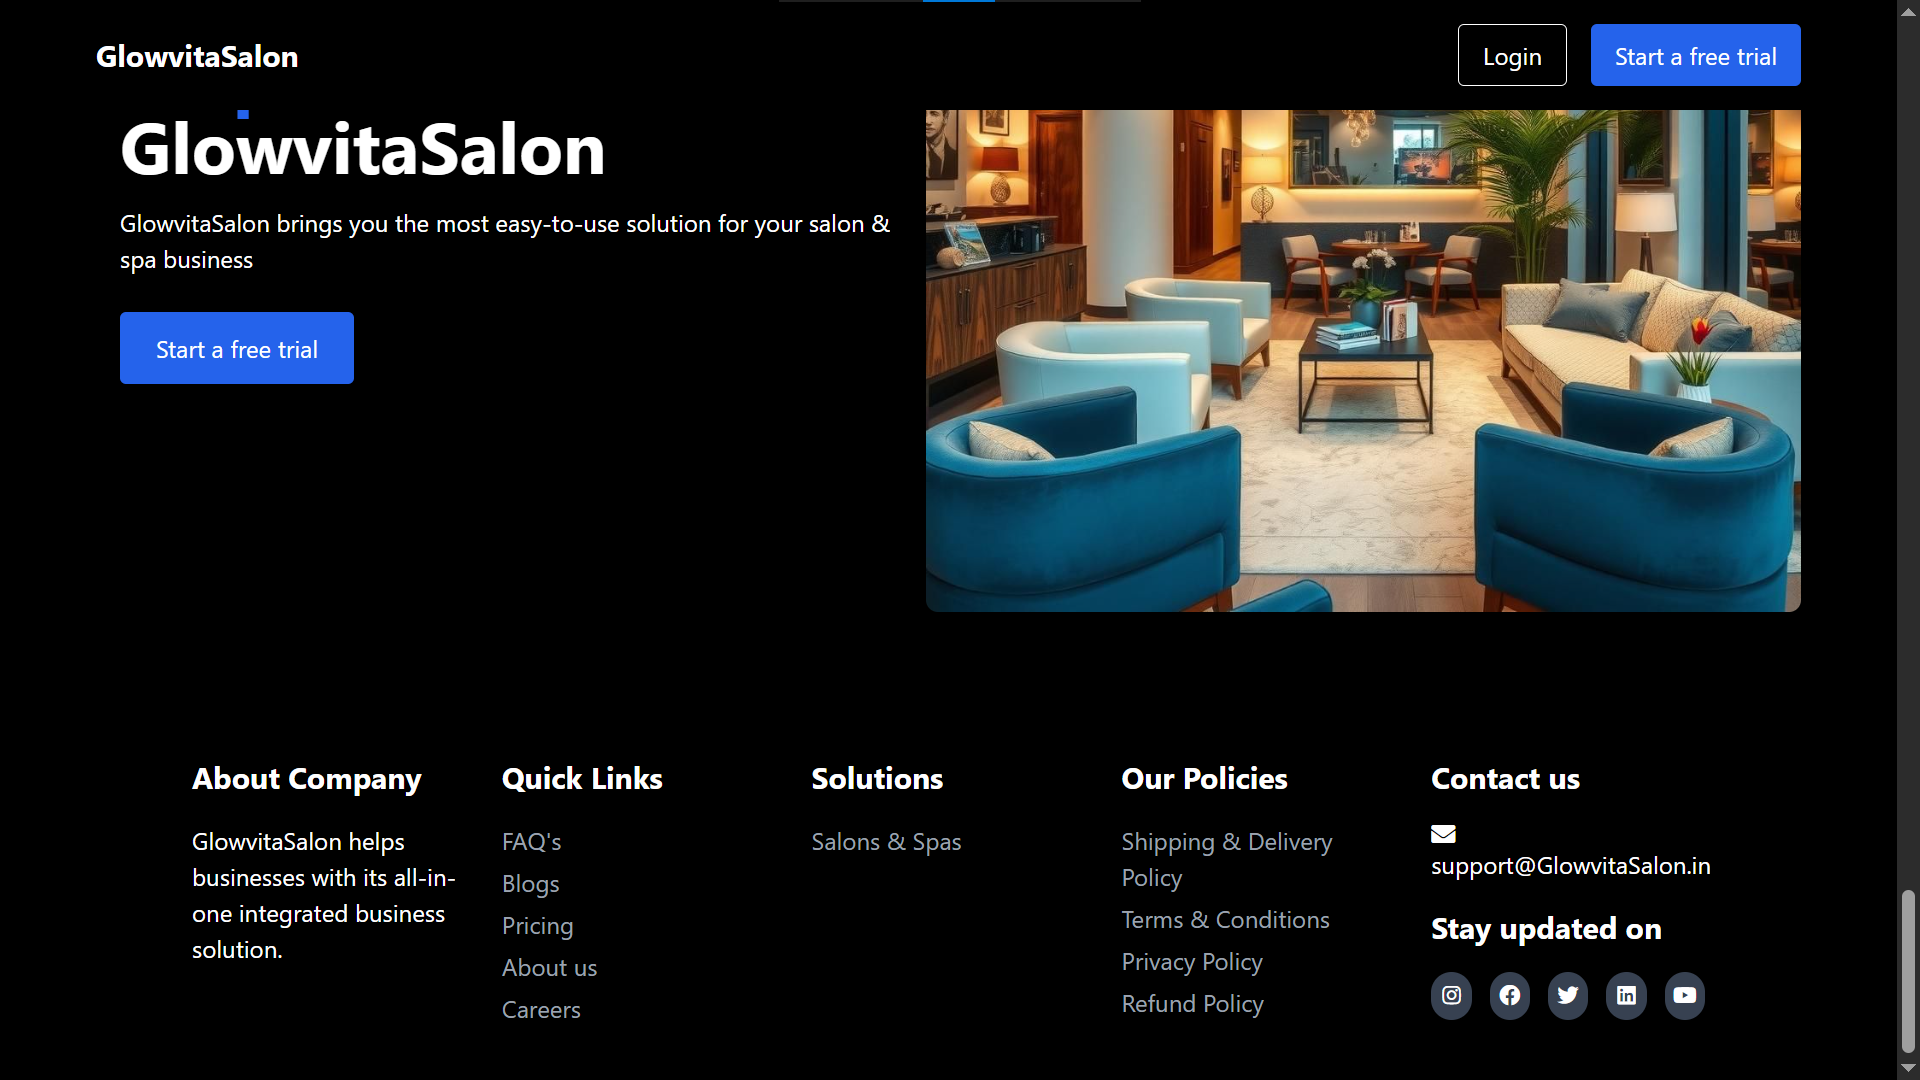 GlowvitaSalon
Login
Start a free trial
GlowvitaSalon
GlowvitaSalon brings you the most easy-to-use solution for your salon &
spa business
Start a free trial
About Company
GlowvitaSalon helps
businesses with its all-in-
one integrated business
solution.
Quick Links
FAQ's
Blogs
Pricing
About us
Careers
Solutions
Salons & Spas
Our Policies
Shipping & Delivery
Policy
Terms & Conditions
Privacy Policy
Refund Policy
Contact us
support@GlowvitaSalon.in
Stay updated on